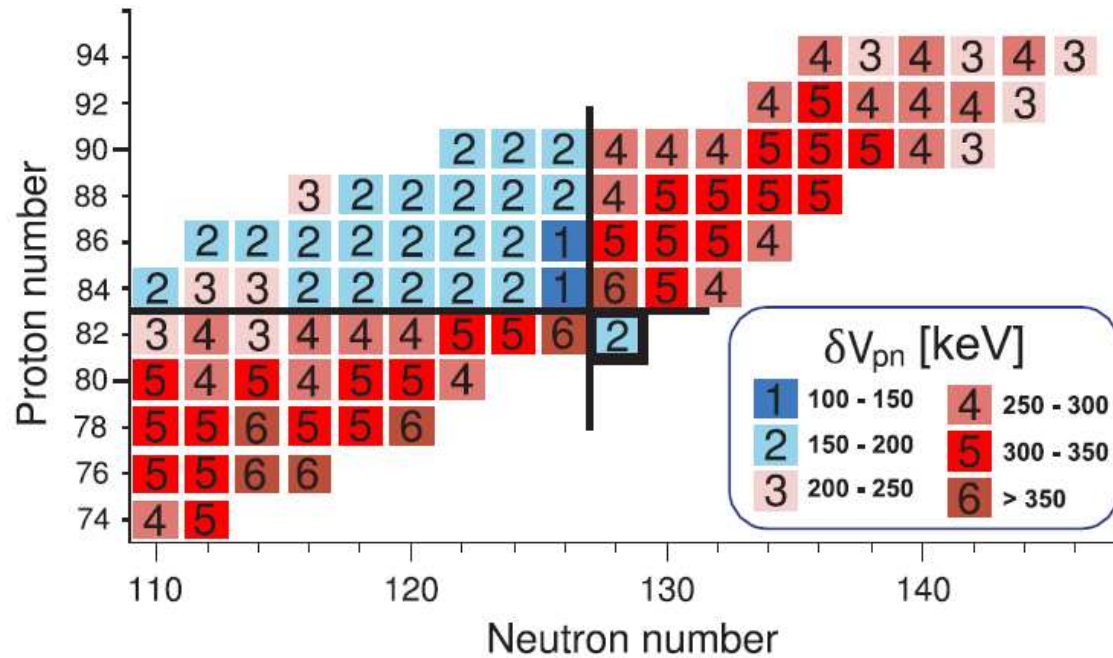 94 4 3 4 3 4 3
92 4 5 4 4 4 3
90 2 2 2 4 4 4 5 5 5 4 3
88 3 2 2 2 2 2 4 5 5 5 5
86 2 2 2 2 2 2 2 1 5 5 5 4
84 2 3 3 2 2 2 2 2 1 6 5 4
82 3 4 3 4 4 4 5 5 6 2
80 5 4 5 4 5 5 4
78 5 5 6 5 5 6
76 5 5 6 6
74 4 5
Proton number
110 120 130 140
Neutron number
δVpn [keV]
1 100 - 150
2 150 - 200
3 200 - 250
4 250 - 300
5 300 - 350
6 > 350